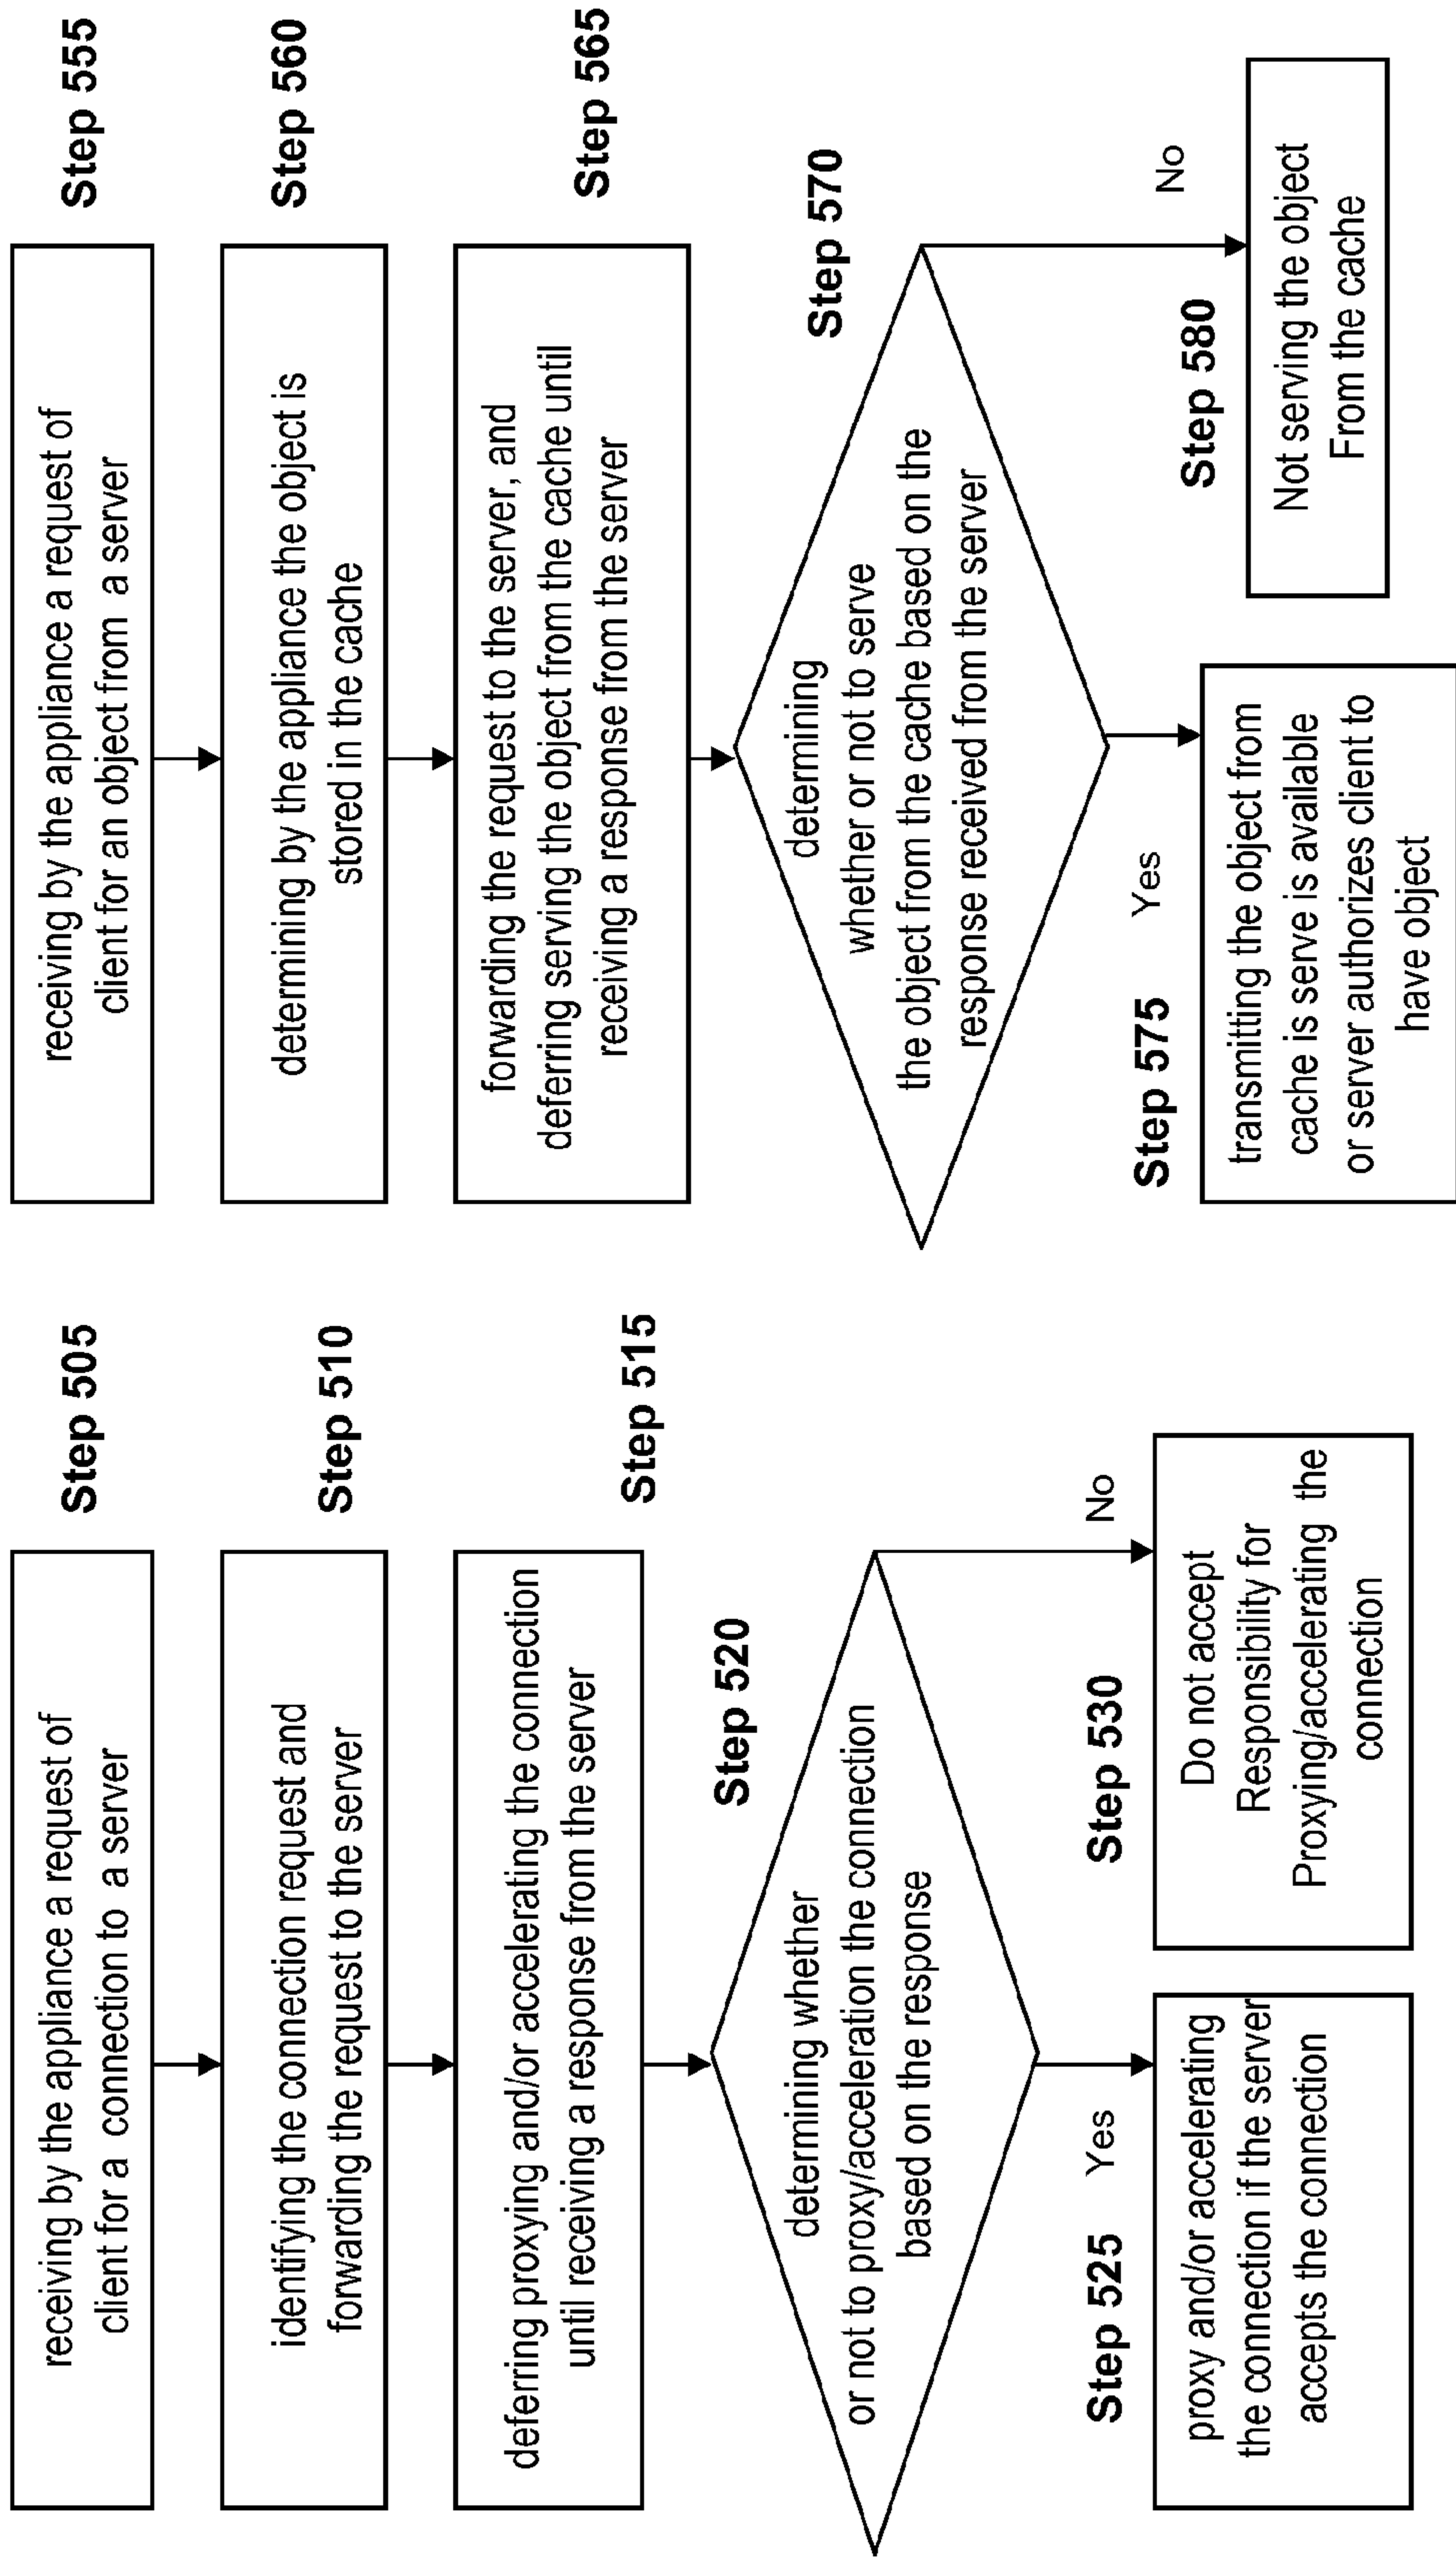 receiving by the appliance a request of
client for a connection to a server
Step 505
identifying the connection request and
forwarding the request to the server
Step 510
deferring proxying and/or accelerating the connection
until receiving a response from the server
Step 515
determining whether
or not to proxy/acceleration the connection
based on the response
Step 520
Step 525
Yes
proxy and/or accelerating
the connection if the server
accepts the connection
Step 530
No
Do not accept
Responsibility for
Proxying/accelerating the
connection
receiving by the appliance a request of
client for an object from a server
Step 555
determining by the appliance the object is
stored in the cache
Step 560
forwarding the request to the server, and
deferring serving the object from the cache until
receiving a response from the server
Step 565
determining
whether or not to serve
the object from the cache based on the
response received from the server
Step 570
Step 575
Yes
transmitting the object from
cache is serve is available
or server authorizes client to
have object
Step 580
No
Not serving the object
From the cache